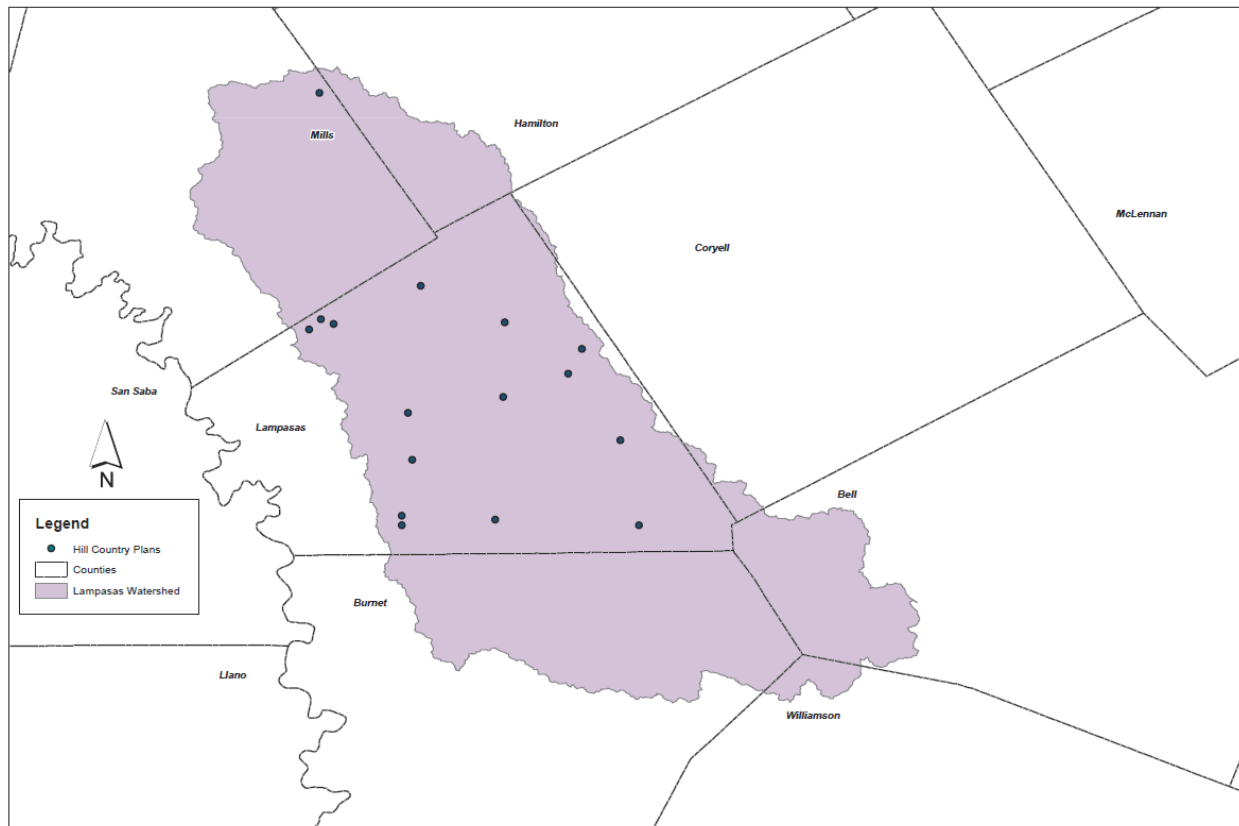 Hamilton
Mills
McLennan
Coryell
San Saba
Lampasas
N
Bell
Legend
Hill Country Plans
Counties
Lampasas Watershed
Burnet
Llano
Williamson